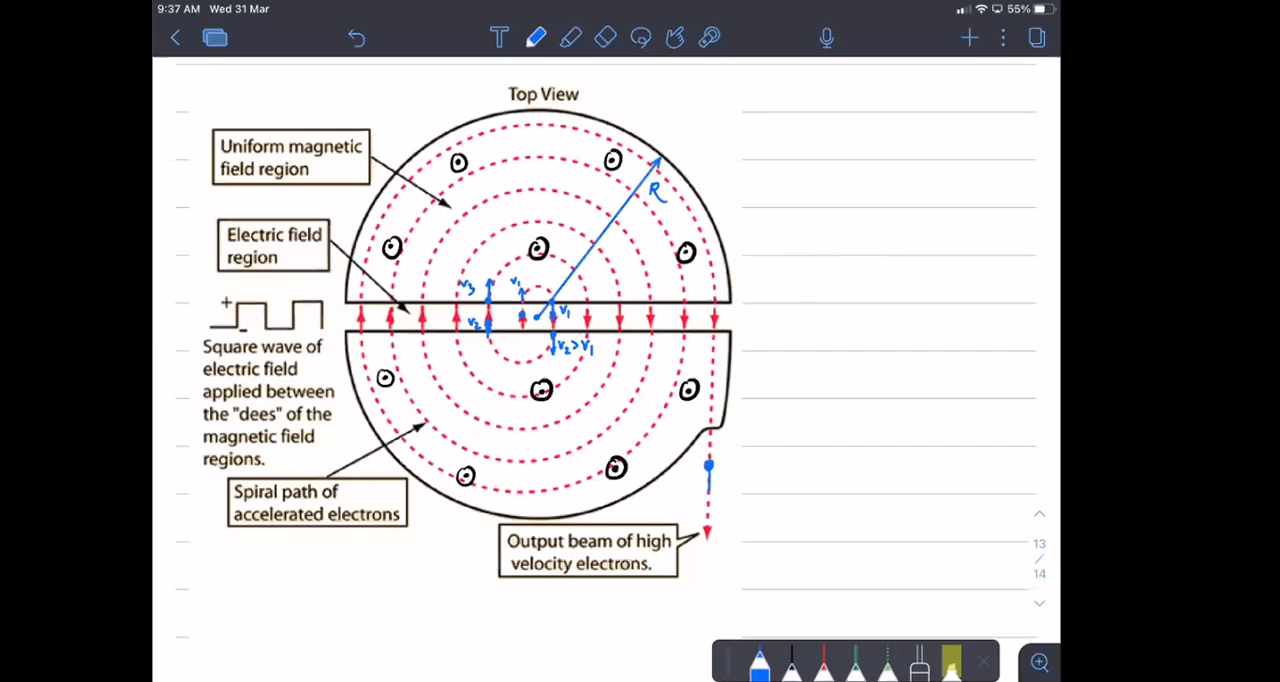 9:37 AM Wed 31 Mar
55%
T
Top View
Uniform magnetic
field region
R
Electric field
region
v3
v1
v1
v2
v2>v1
+
-
Square wave of
electric field
applied between
the "dees" of the
magnetic field
regions.
Spiral path of
accelerated electrons
Output beam of high
velocity electrons.
13
/
14